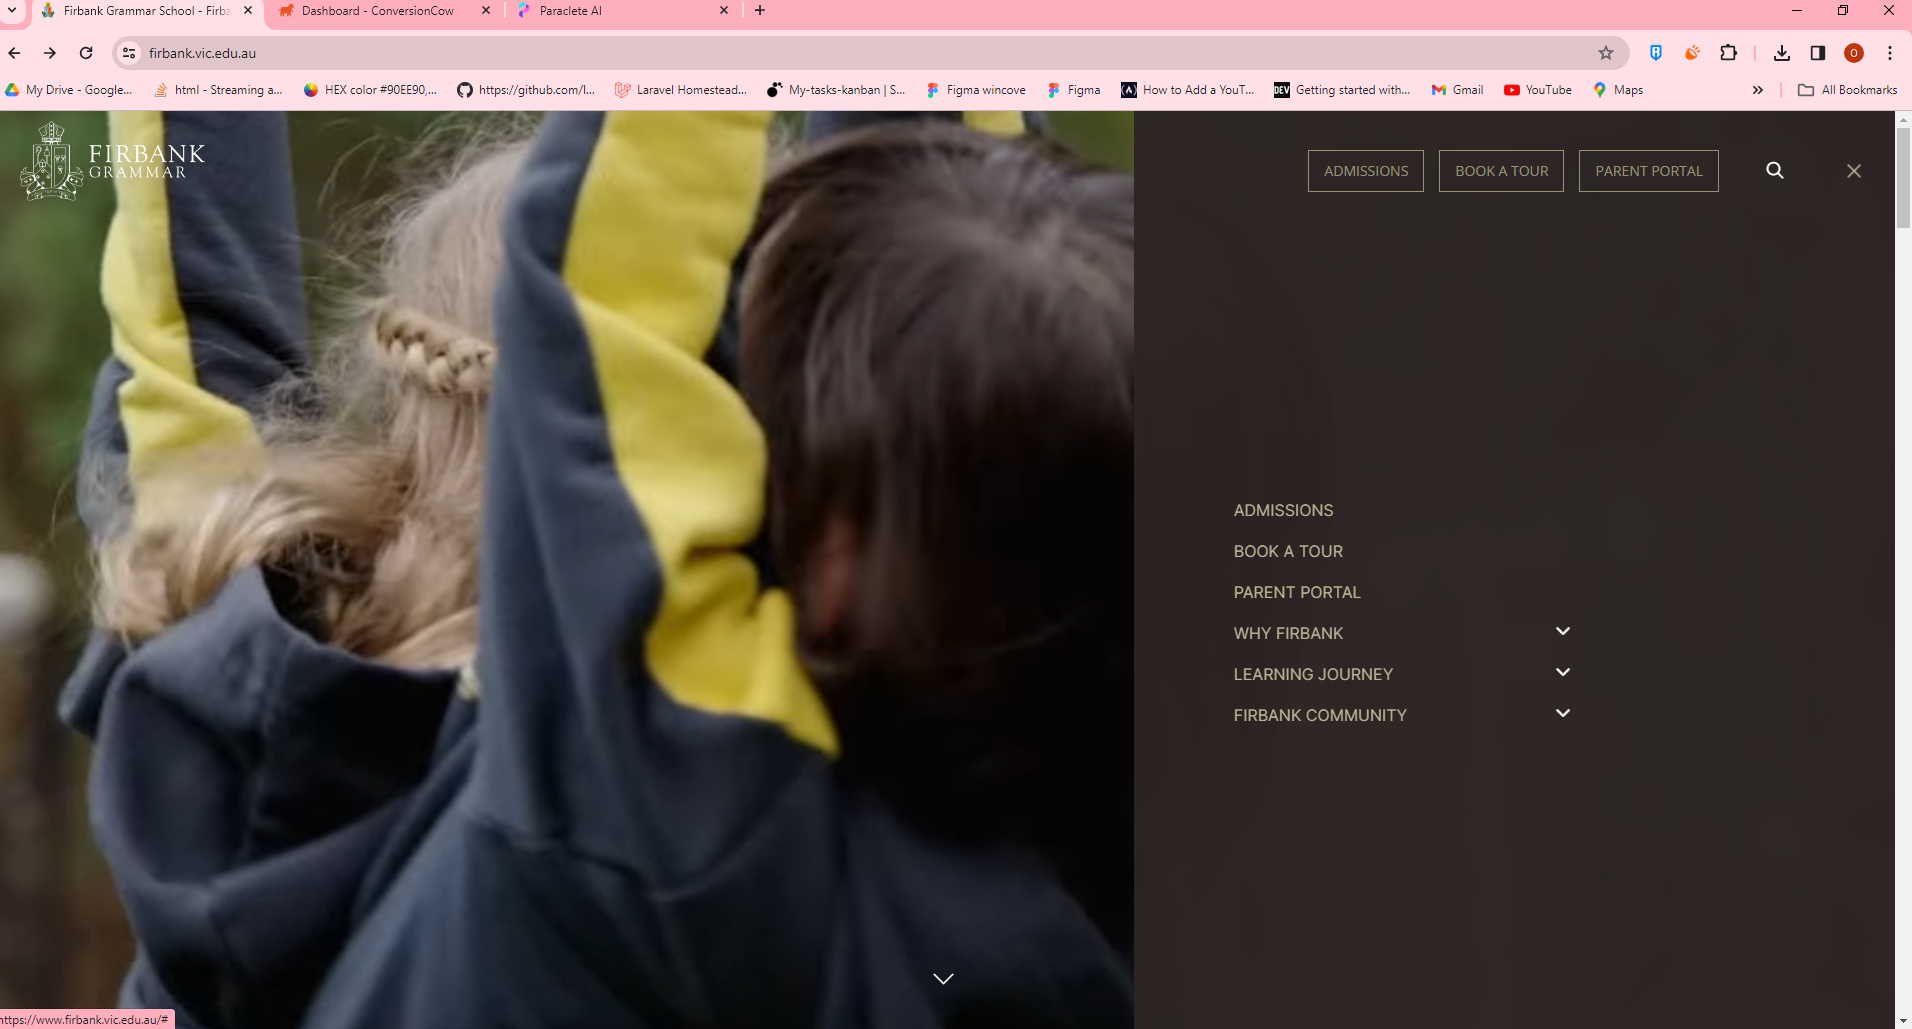 Firbank Grammar School - Firba
Dashboard - ConversionCow
Paraclete AI
firbank.vic.edu.au
O
My Drive - Google...
html - Streaming a...
HEX color #90EE90,...
https://github.com/l...
Laravel Homestead...
My-tasks-kanban | S...
Figma wincove
Figma
How to Add a YouT...
DEV
Getting started with...
Gmail
YouTube
Maps
All Bookmarks
FIRBANK
GRAMMAR
ADMISSIONS
BOOK A TOUR
PARENT PORTAL
ADMISSIONS
BOOK A TOUR
PARENT PORTAL
WHY FIRBANK
LEARNING JOURNEY
FIRBANK COMMUNITY
https://www.firbank.vic.edu.au/#